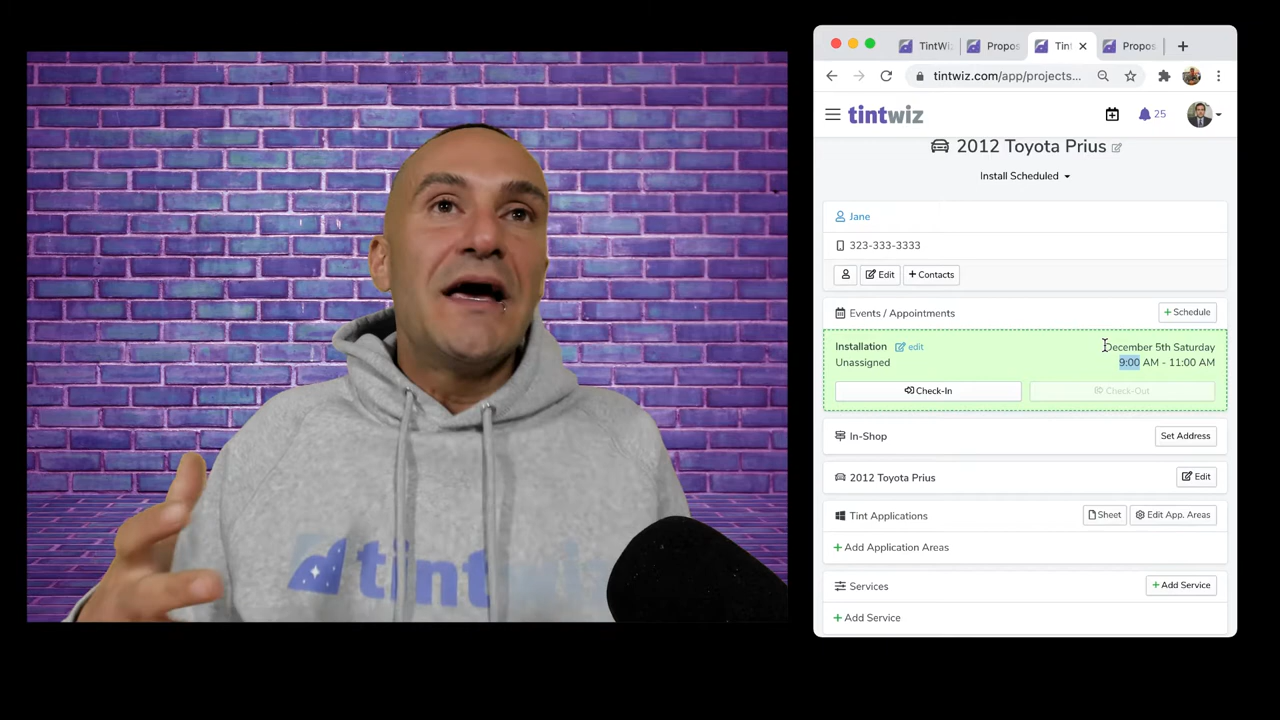 TintWi
Propos
Tint
Propos
tintwiz.com/app/projects...
tintwiz
25
2012 Toyota Prius
Install Scheduled
Jane
323-333-3333
Edit
+ Contacts
Events / Appointments
+ Schedule
Installation edit
December 5th Saturday
Unassigned
9:00 AM - 11:00 AM
Check-In
Check-Out
In-Shop
Set Address
2012 Toyota Prius
Edit
Tint Applications
Sheet
Edit App. Areas
+ Add Application Areas
Services
+ Add Service
+ Add Service
tintwiz